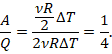 A/Q = (νR/2 ΔT)/(2νRΔT) = 1/4.